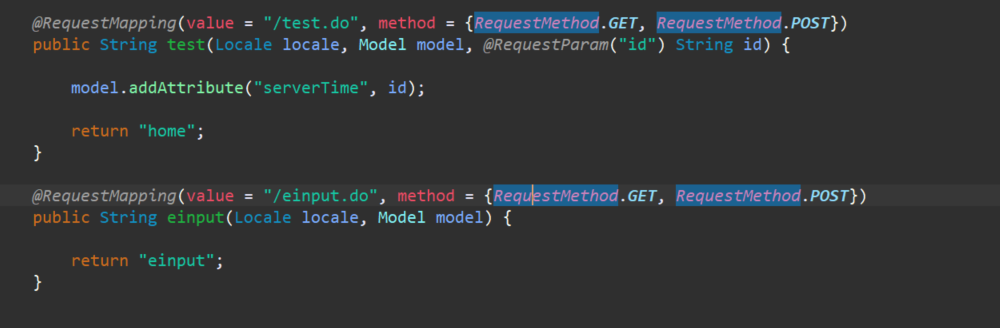 @RequestMapping(value = "/test.do", method = {RequestMethod.GET, RequestMethod.POST})
public String test(Locale locale, Model model, @RequestParam("id") String id) {
model.addAttribute("serverTime", id);
return "home";
}
@RequestMapping(value = "/einput.do", method = {RequestMethod.GET, RequestMethod.POST})
public String einput(Locale locale, Model model) {
return "einput";
}